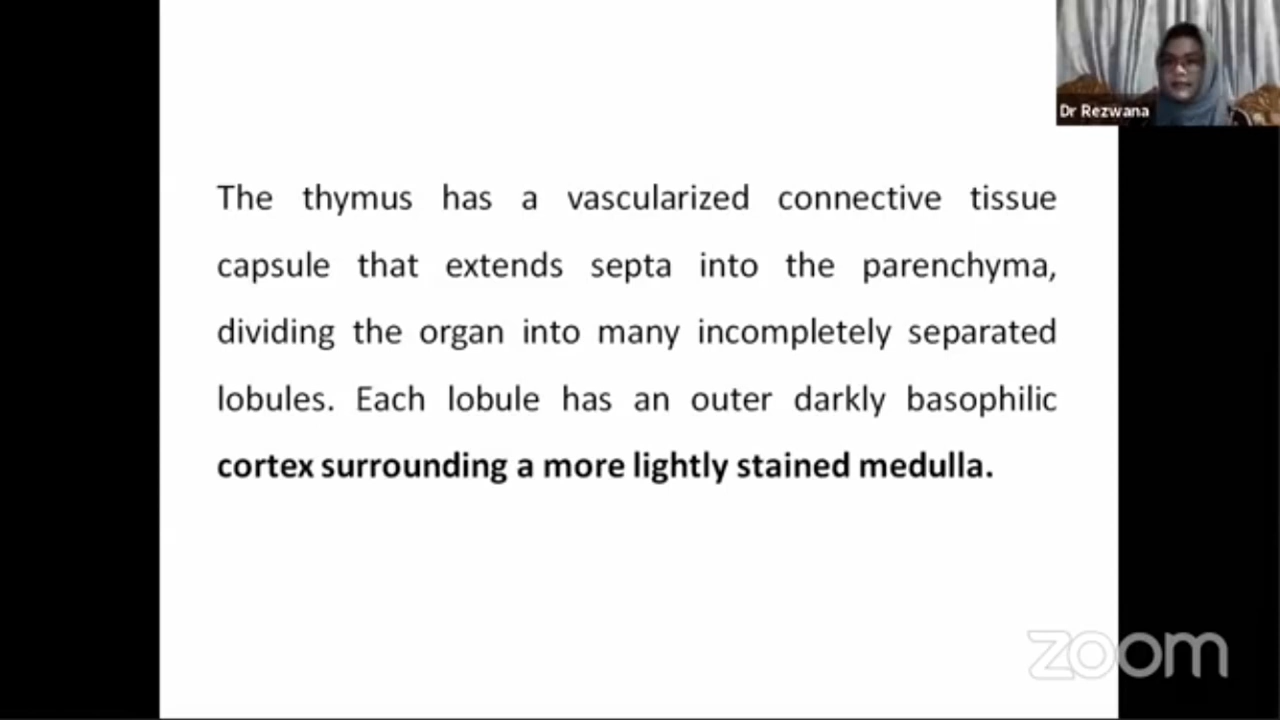 Dr Rezwana
The thymus has a vascularized connective tissue
capsule that extends septa into the parenchyma,
dividing the organ into many incompletely separated
lobules. Each lobule has an outer darkly basophilic
cortex surrounding a more lightly stained medulla.
zoom